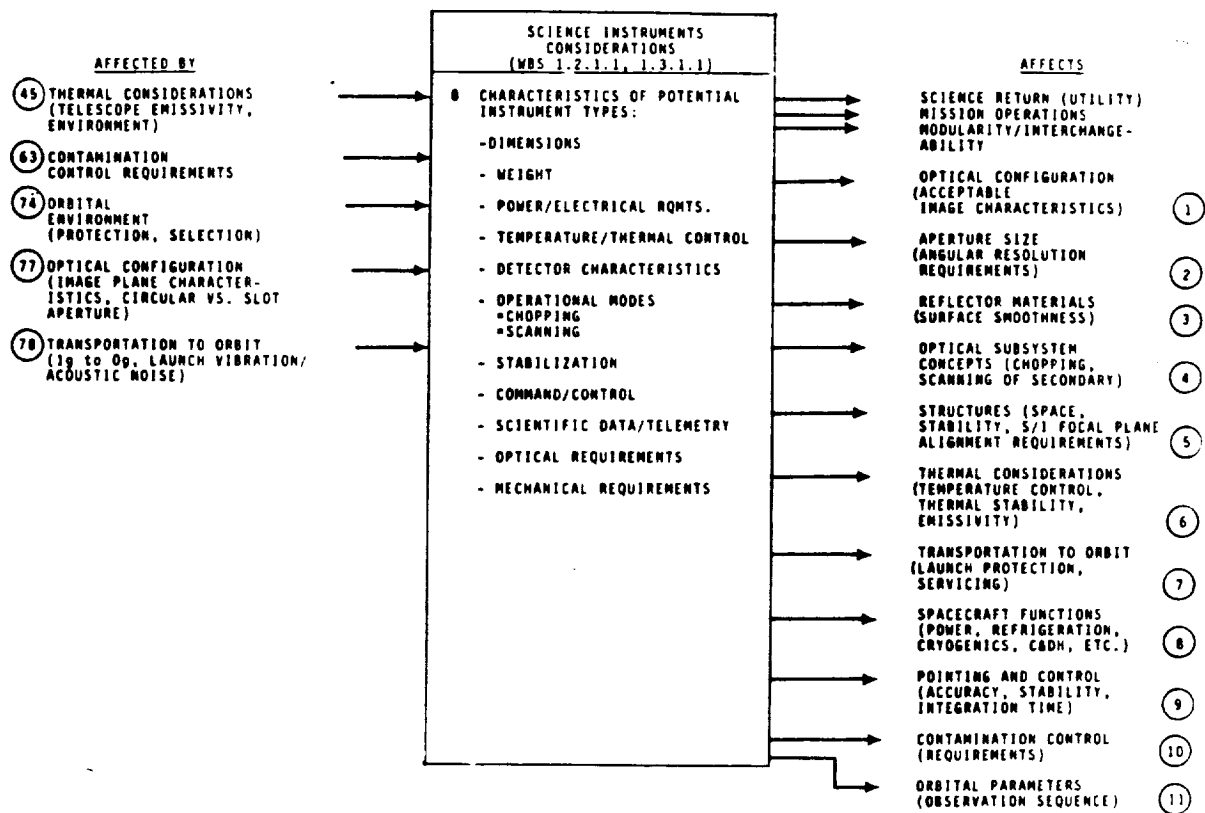 AFFECTED BY
45 THERMAL CONSIDERATIONS
(TELESCOPE EMISSIVITY,
ENVIRONMENT)
63 CONTAMINATION
CONTROL REQUIREMENTS
74 ORBITAL
ENVIRONMENT
(PROTECTION, SELECTION)
77 OPTICAL CONFIGURATION
(IMAGE PLANE CHARACTER-
ISTICS, CIRCULAR VS. SLOT
APERTURE)
78 TRANSPORTATION TO ORBIT
(1g to 0g, LAUNCH VIBRATION/
ACOUSTIC NOISE)
SCIENCE INSTRUMENTS
CONSIDERATIONS
(WBS 1.2.1.1, 1.3.1.1)
CHARACTERISTICS OF POTENTIAL
INSTRUMENT TYPES:
-DIMENSIONS
- WEIGHT
- POWER/ELECTRICAL RQMTS.
- TEMPERATURE/THERMAL CONTROL
- DETECTOR CHARACTERISTICS
- OPERATIONAL MODES
*CHOPPING
*SCANNING
- STABILIZATION
- COMMAND/CONTROL
- SCIENTIFIC DATA/TELEMETRY
- OPTICAL REQUIREMENTS
- MECHANICAL REQUIREMENTS
AFFECTS
SCIENCE RETURN (UTILITY)
MISSION OPERATIONS
MODULARITY/INTERCHANGE-
ABILITY
OPTICAL CONFIGURATION
(ACCEPTABLE
IMAGE CHARACTERISTICS) 1
APERTURE SIZE
(ANGULAR RESOLUTION
REQUIREMENTS) 2
REFLECTOR MATERIALS
(SURFACE SMOOTHNESS) 3
OPTICAL SUBSYSTEM
CONCEPTS (CHOPPING,
SCANNING OF SECONDARY) 4
STRUCTURES (SPACE,
STABILITY, S/I FOCAL PLANE
ALIGNMENT REQUIREMENTS) 5
THERMAL CONSIDERATIONS
(TEMPERATURE CONTROL,
THERMAL STABILITY,
EMISSIVITY) 6
TRANSPORTATION TO ORBIT
(LAUNCH PROTECTION,
SERVICING) 7
SPACECRAFT FUNCTIONS
(POWER, REFRIGERATION,
CRYOGENICS, C&DH, ETC.) 8
POINTING AND CONTROL
(ACCURACY, STABILITY,
INTEGRATION TIME) 9
CONTAMINATION CONTROL
(REQUIREMENTS) 10
ORBITAL PARAMETERS
(OBSERVATION SEQUENCE) 11